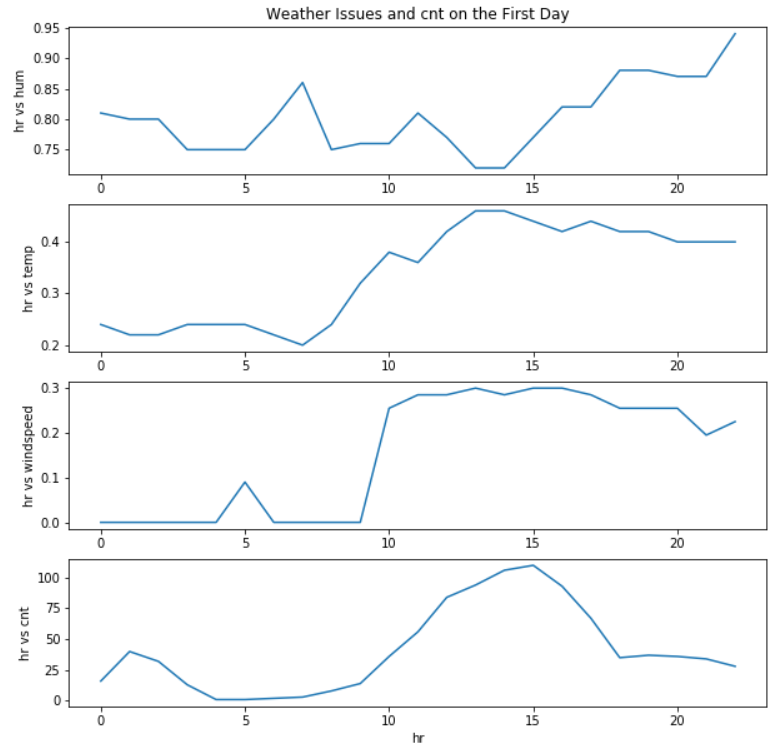 Weather Issues and cnt on the First Day
hr vs hum
0.95
0.90
0.85
0.80
0.75
0 5 10 15 20
hr vs temp
0.4
0.3
0.2
0 5 10 15 20
hr vs windspeed
0.3
0.2
0.1
0.0
0 5 10 15 20
hr vs cnt
100
75
50
25
0
0 5 10 15 20
hr